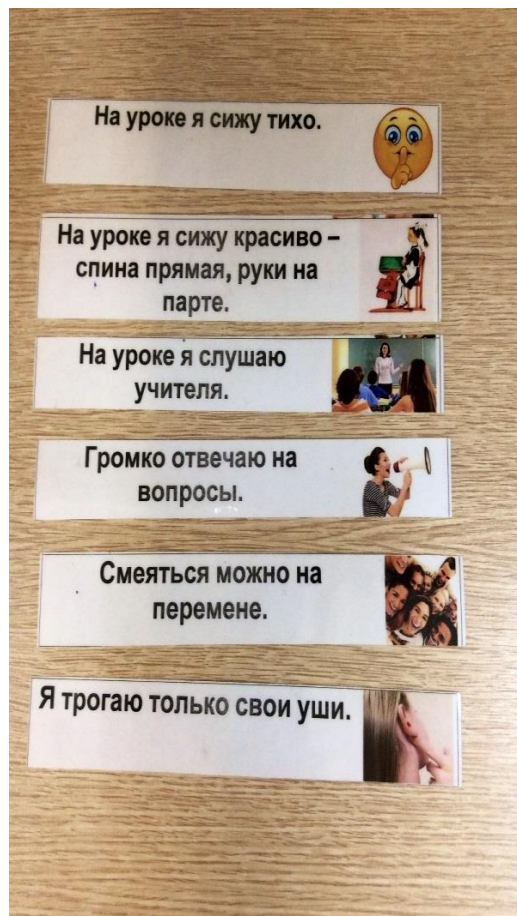 На уроке я сижу тихо.
На уроке я сижу красиво –
спина прямая, руки на
парте.
На уроке я слушаю
учителя.
Громко отвечаю на
вопросы.
Смеяться можно на
перемене.
Я трогаю только свои уши.